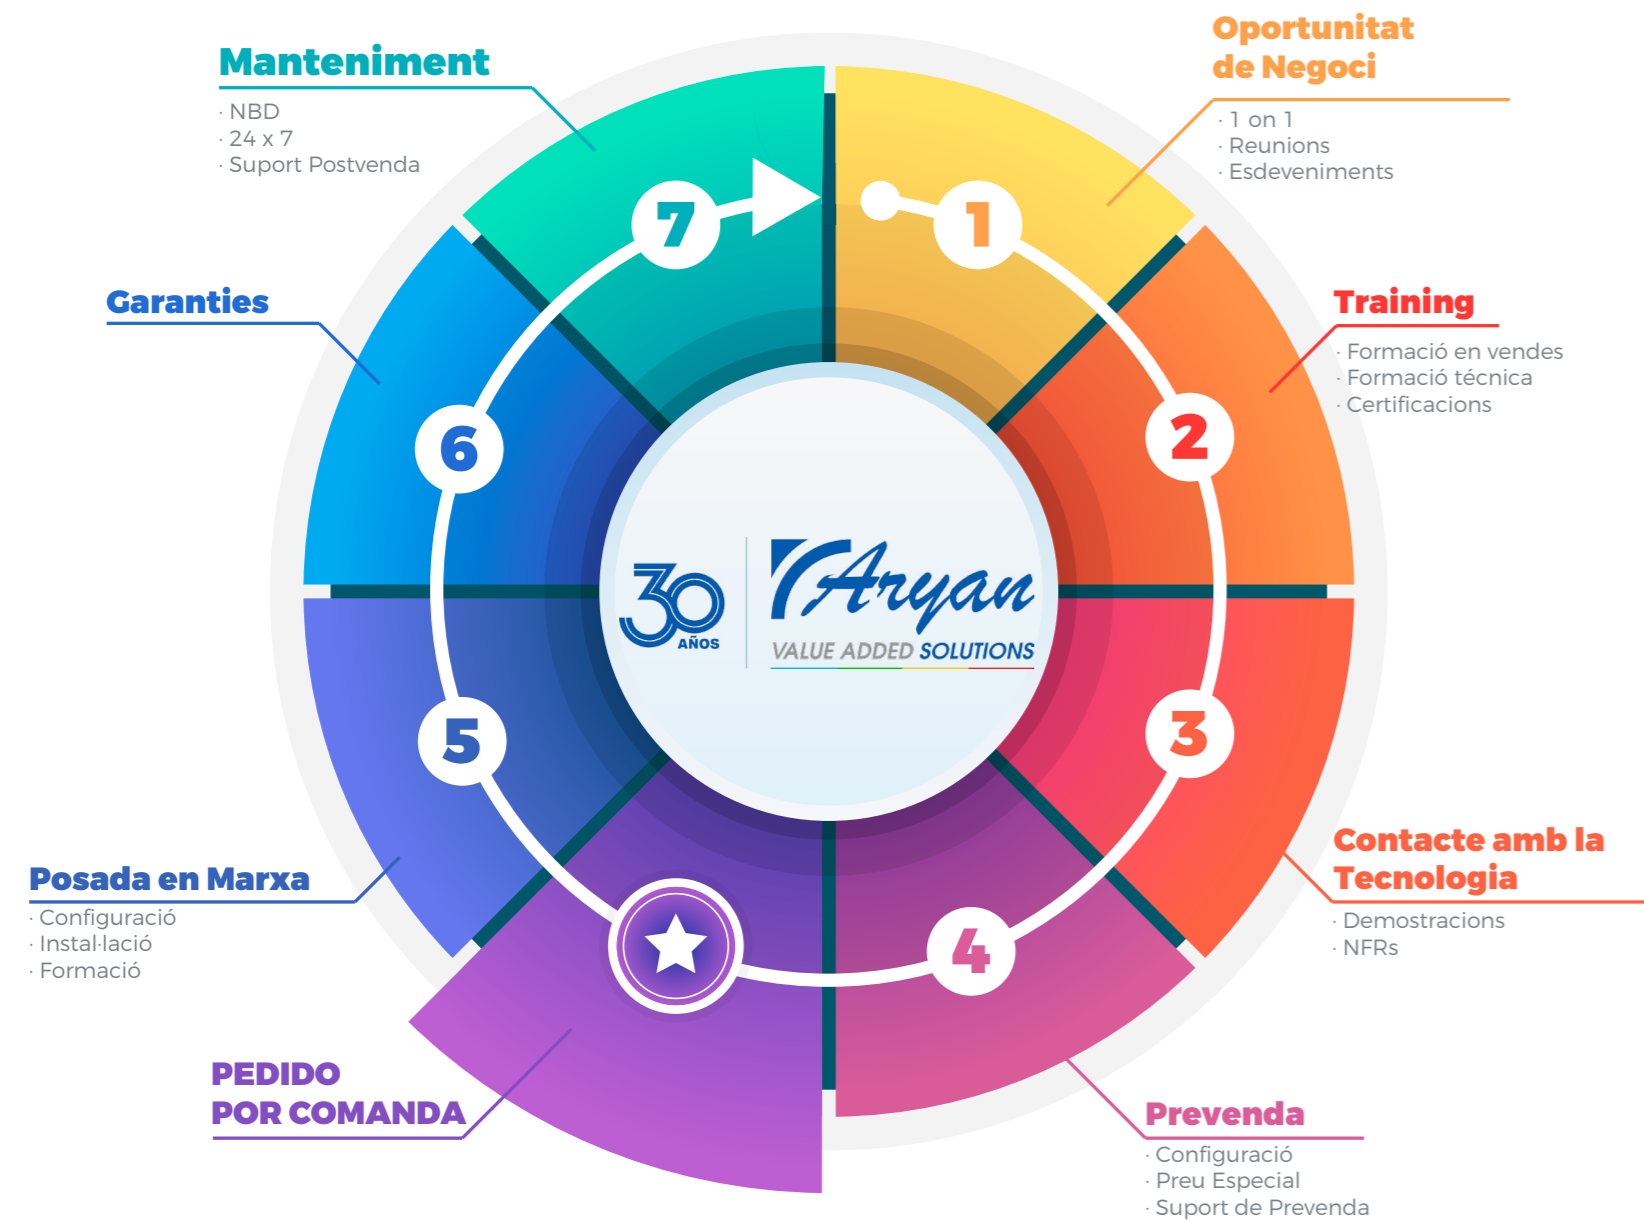 Oportunitat
de Negoci
· 1 on 1
· Reunions
· Esdeveniments
1
Training
· Formació en vendes
· Formació técnica
· Certificacions
2
3
Contacte amb la
Tecnologia
· Demostracions
· NFRs
4
Prevenda
· Configuració
· Preu Especial
· Suport de Prevenda
PEDIDO
POR COMANDA
5
Posada en Marxa
· Configuració
· Instal·lació
· Formació
6
Garanties
7
Manteniment
· NBD
· 24 x 7
· Suport Postvenda
30
AÑOS
Aryan
VALUE ADDED SOLUTIONS